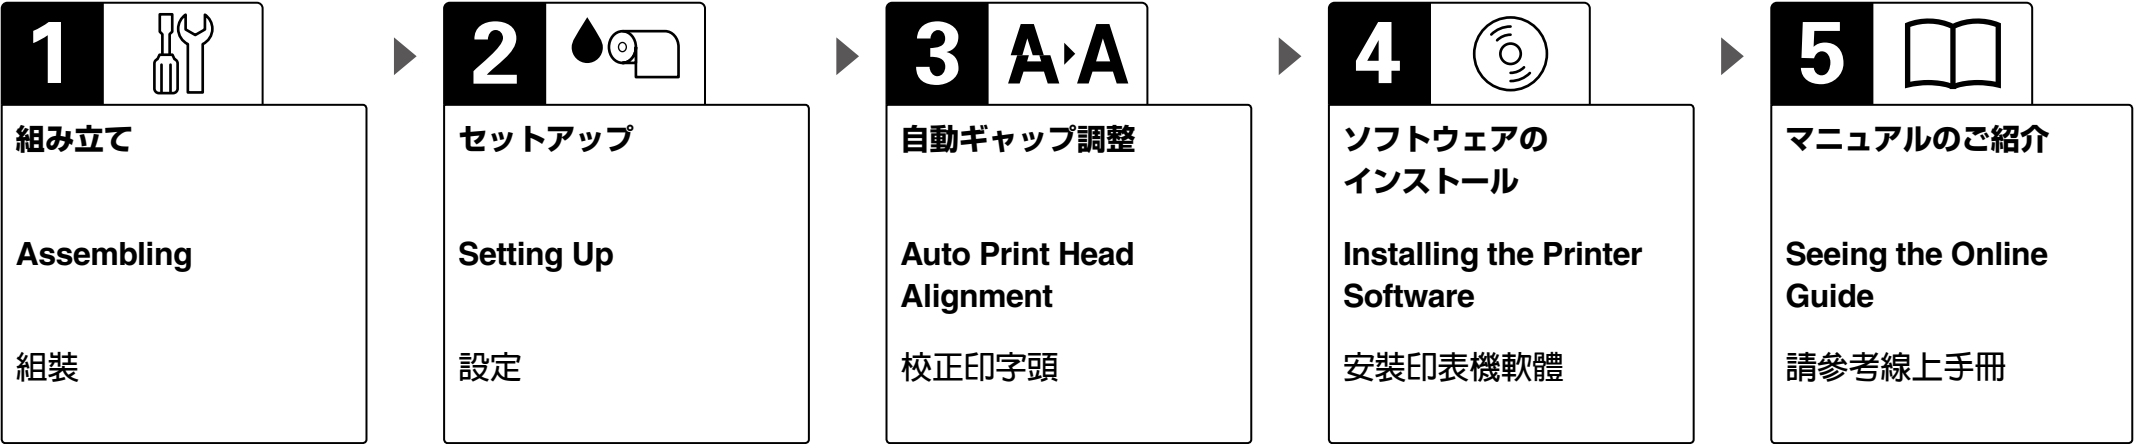 1
組み立て
Assembling
組裝
2
セットアップ
Setting Up
設定
3
A A
自動ギャップ調整
Auto Print Head
Alignment
校正印字頭
4
ソフトウェアの
インストール
Installing the Printer
Software
安裝印表機軟體
5
マニュアルのご紹介
Seeing the Online
Guide
請參考線上手冊